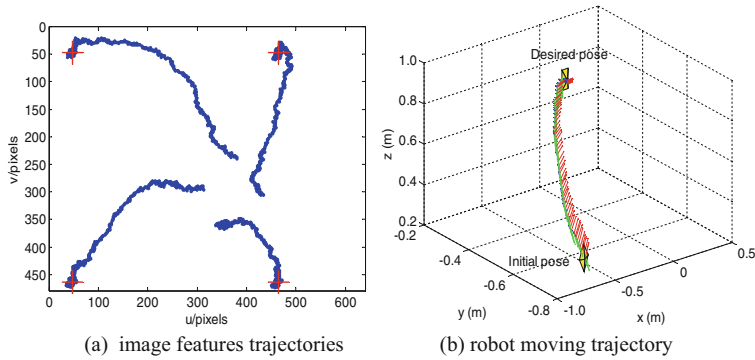 0
50
100
150
200
250
300
350
400
450
v/pixels
0 100 200 300 400 500 600
u/pixels
(a) image features trajectories
1.0
0.8
0.6
0.4
0.2
z (m)
Desired pose
Initial pose
-0.2
-0.4
-0.6
-0.8
y (m)
-1.0
-0.5
0
0.5
x (m)
(b) robot moving trajectory